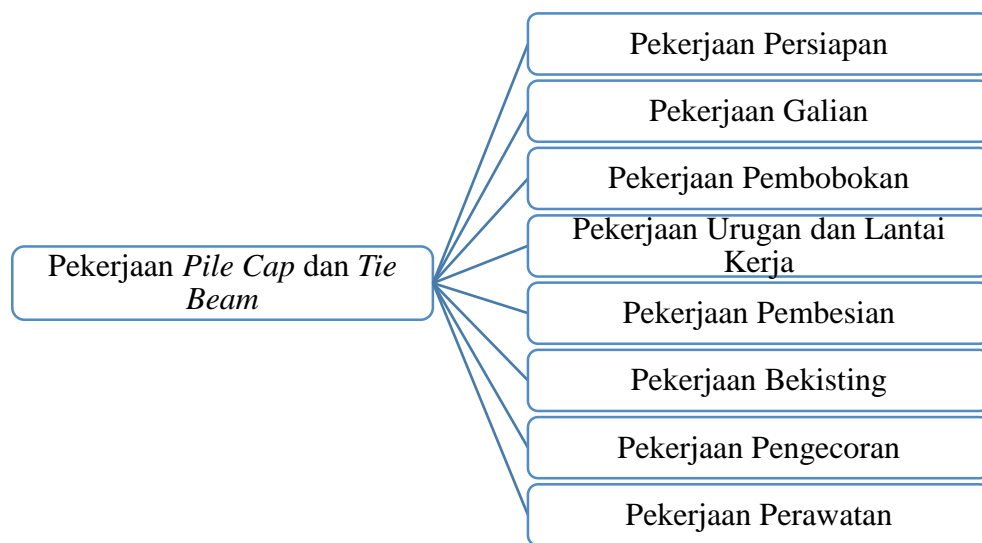 Pekerjaan Pile Cap dan Tie
Beam
Pekerjaan Persiapan
Pekerjaan Galian
Pekerjaan Pembobokan
Pekerjaan Urugan dan Lantai
Kerja
Pekerjaan Pembesian
Pekerjaan Bekisting
Pekerjaan Pengecoran
Pekerjaan Perawatan